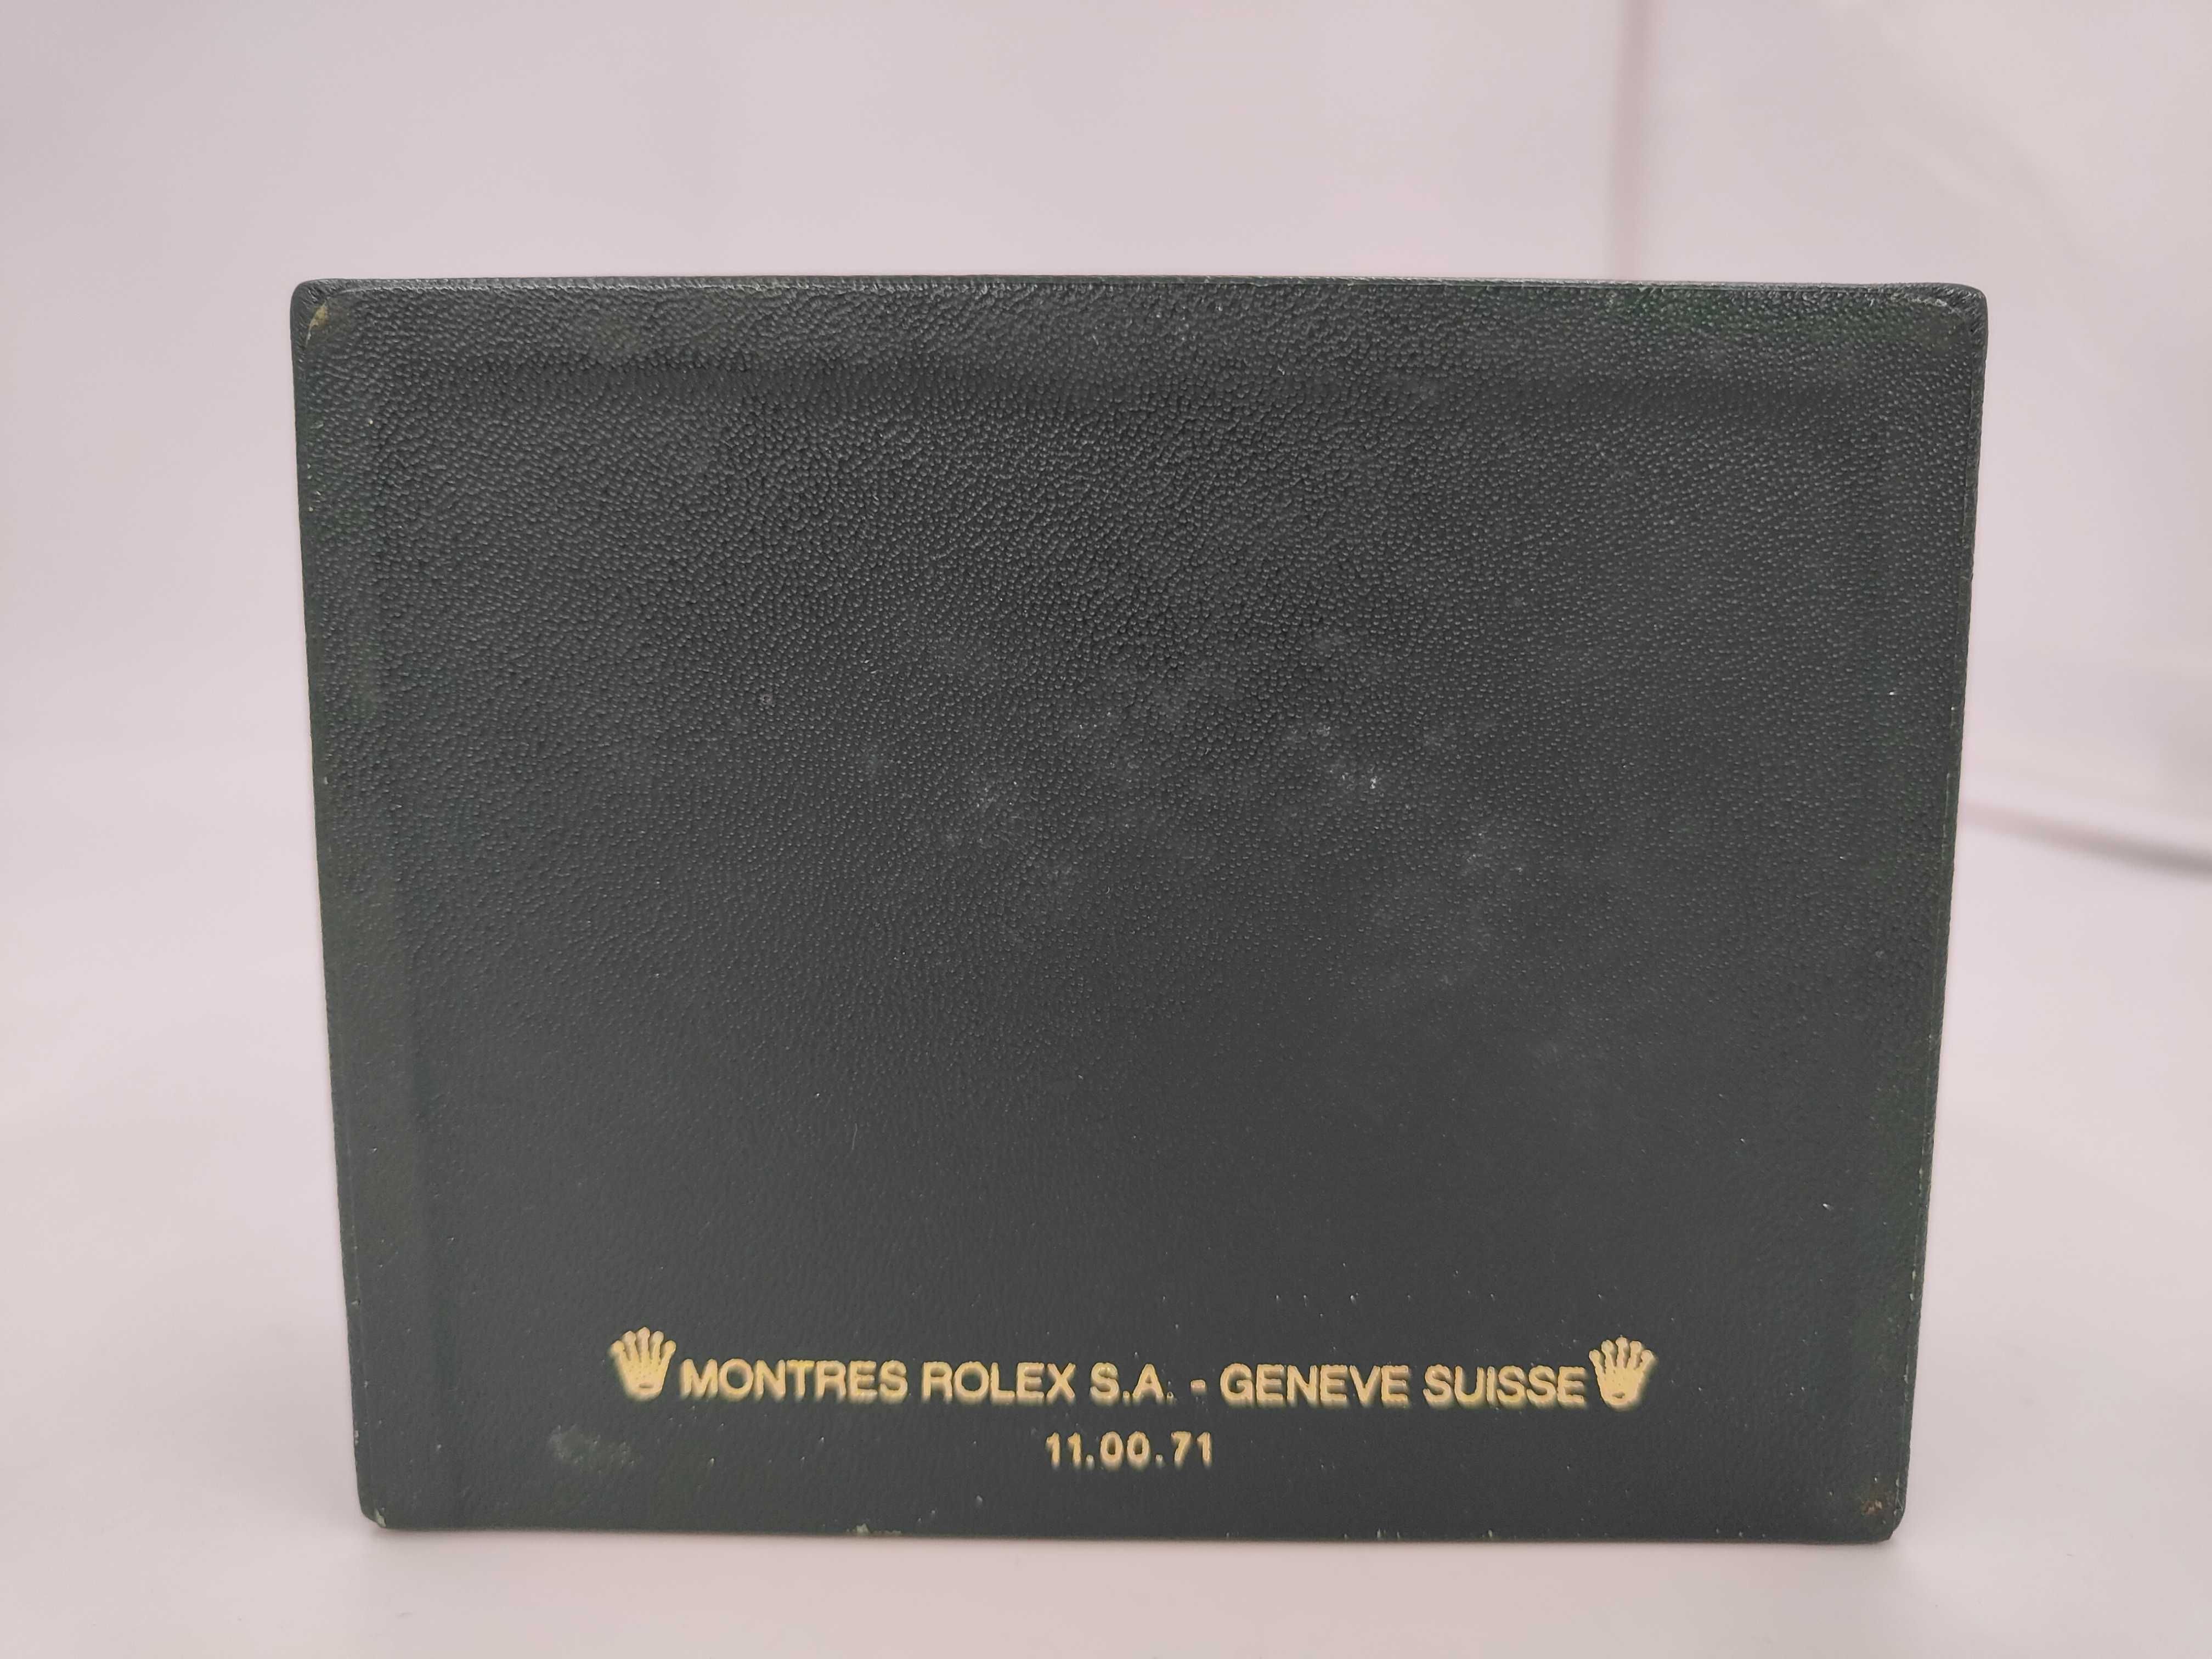 MONTRES ROLEX S.A. - GENEVE SUISSE
11.00.71